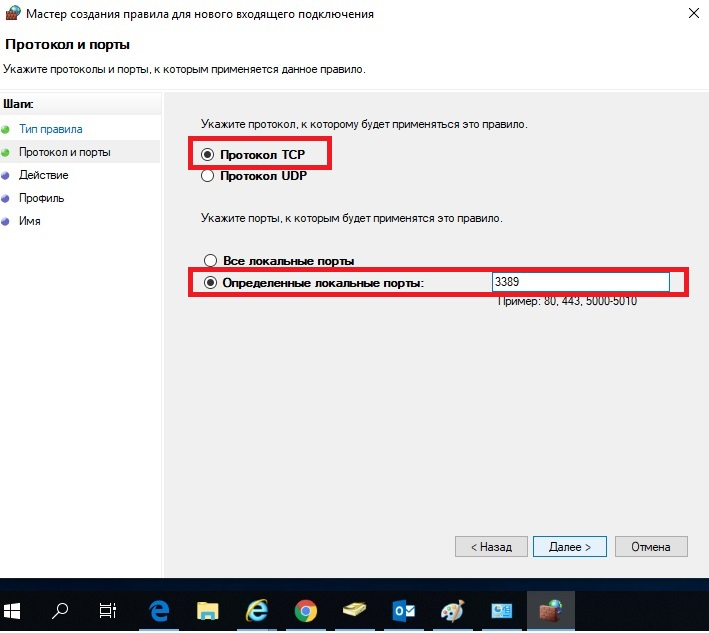 Мастер создания правила для нового входящего подключения
Протокол и порты
Укажите протоколы и порты, к которым применяется данное правило.
Шаги:
Тип правила
Протокол и порты
Действие
Профиль
Имя
Укажите протокол, к которому будет применяться это правило.
Протокол TCP
Протокол UDP
Укажите порты, к которым будет применятся это правило.
Все локальные порты
Определенные локальные порты:
3389
Пример: 80, 443, 5000-5010
< Назад
Далее >
Отмена